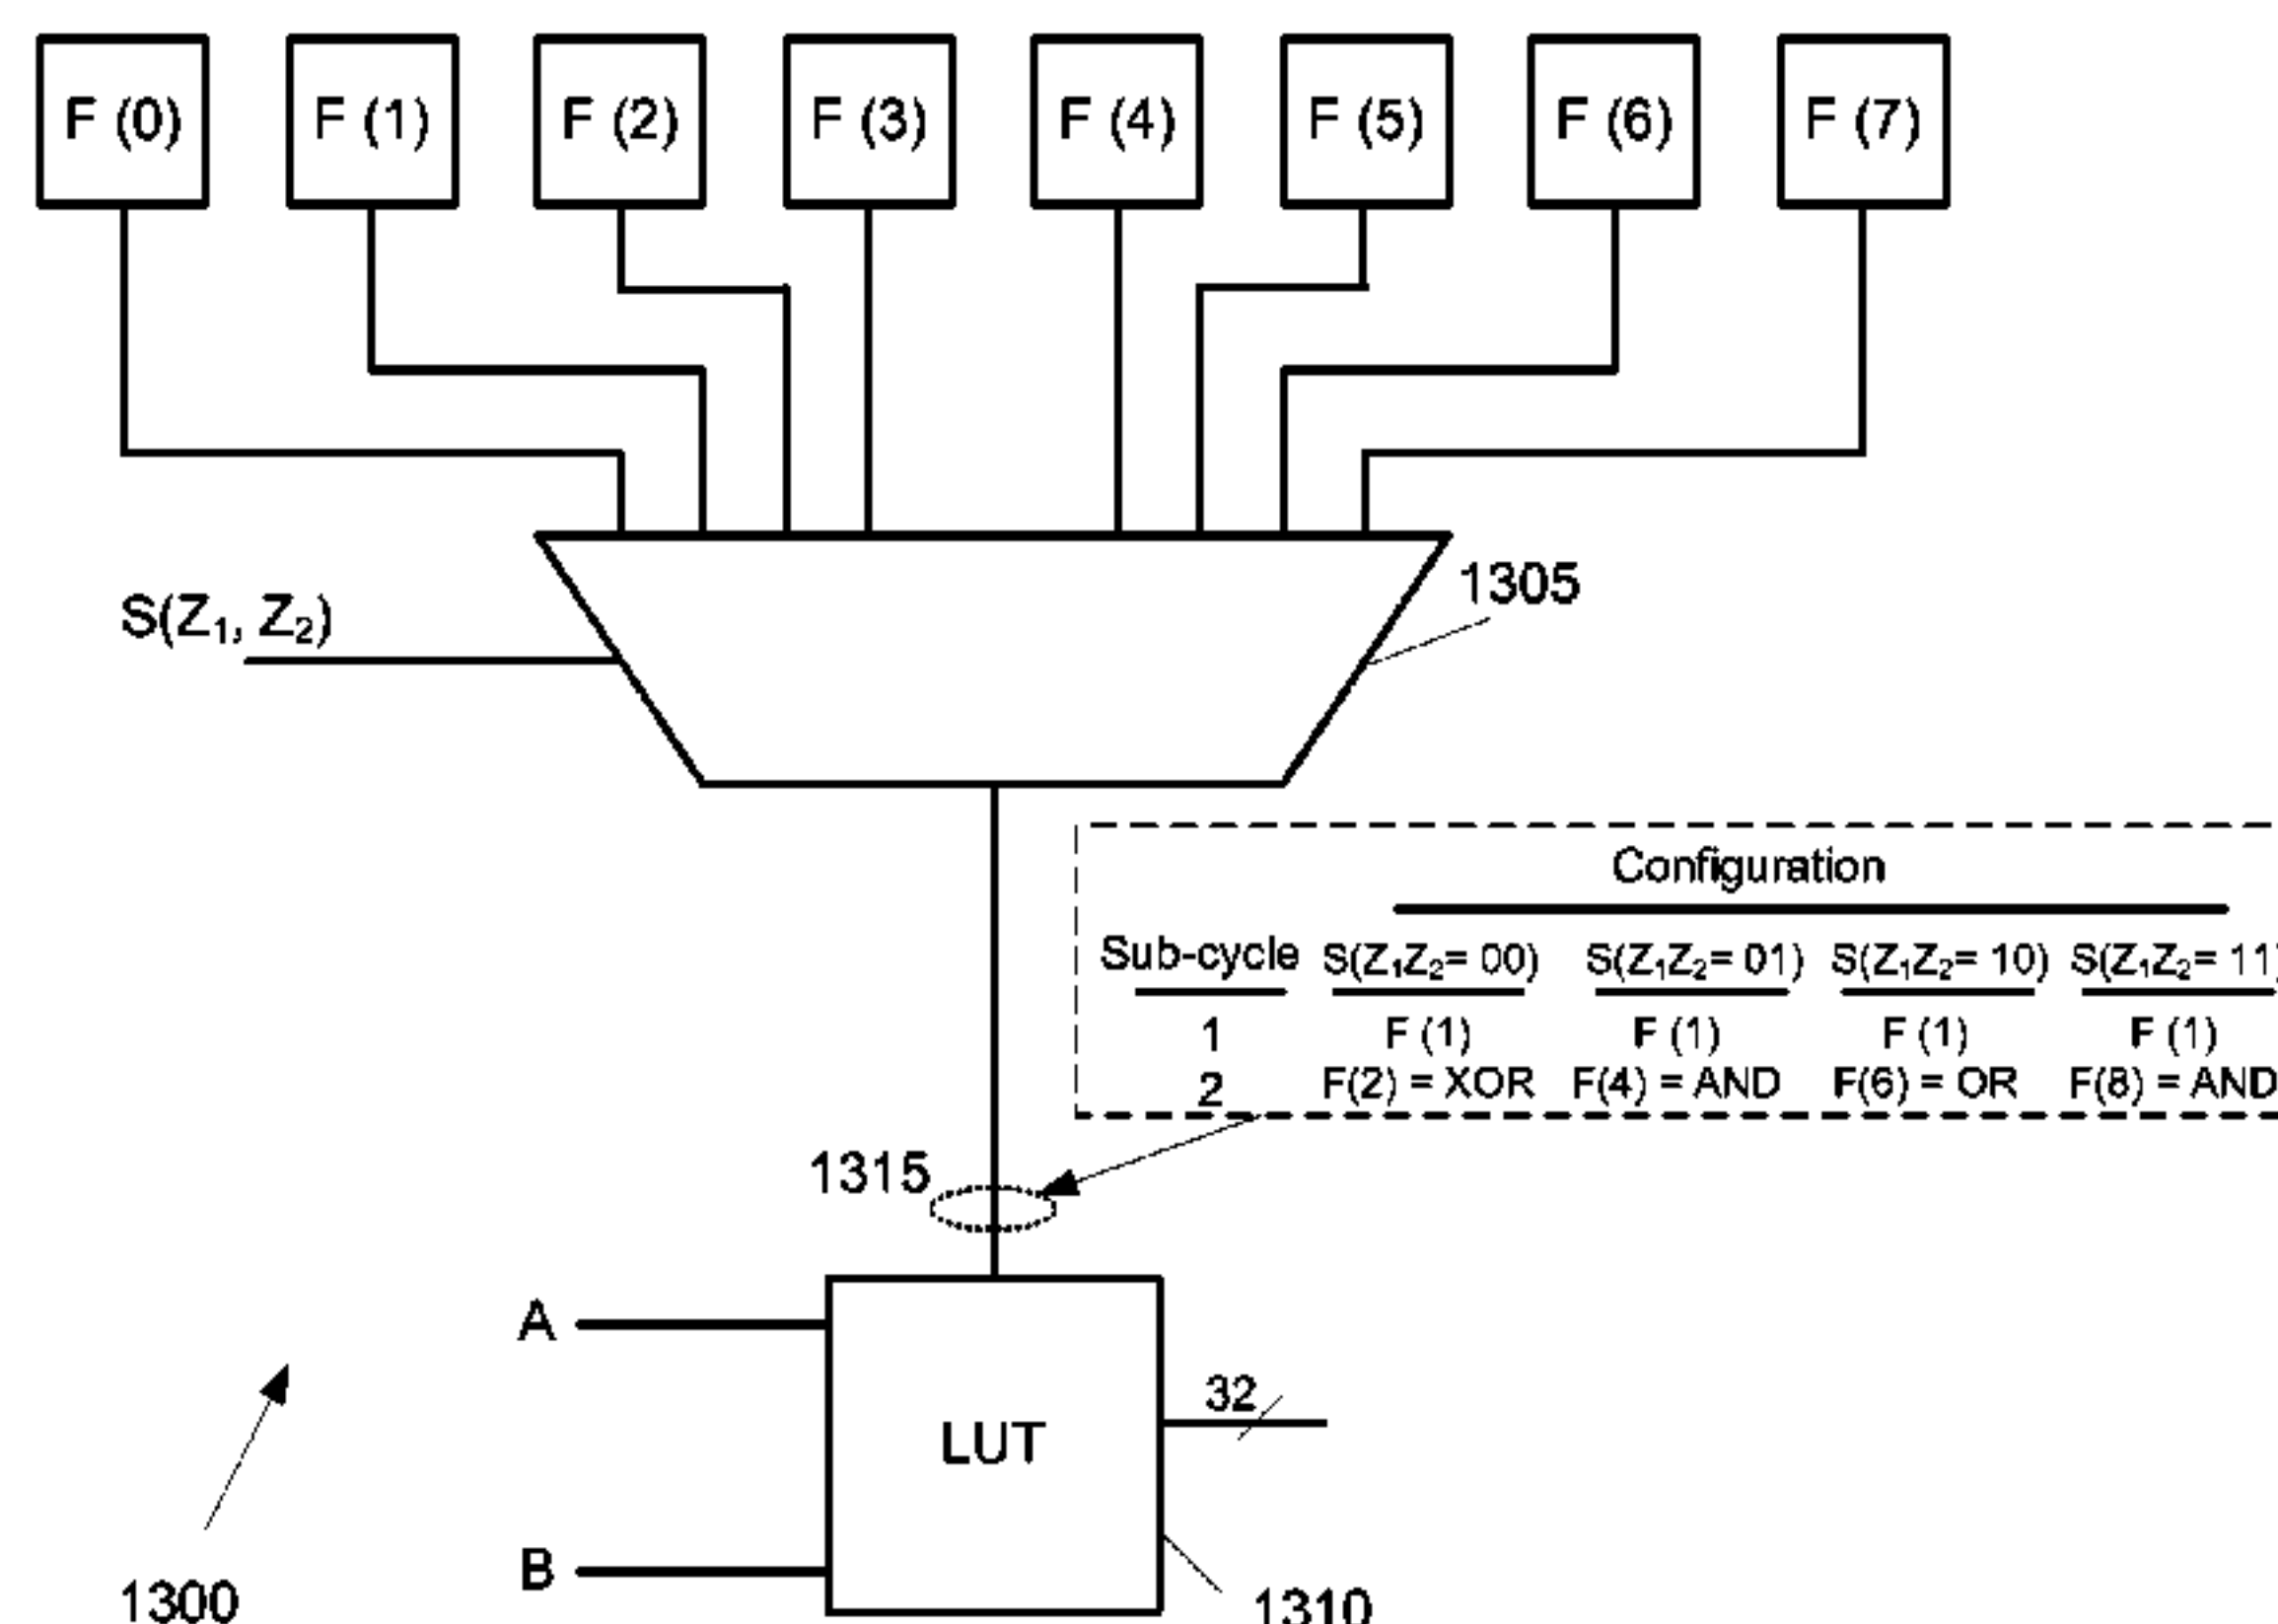 F (0) F (1) F (2) F (3) F (4) F (5) F (6) F (7)
S(Z₁, Z₂)
1305
Configuration
Sub-cycle S(Z₁Z₂= 00) S(Z₁Z₂= 01) S(Z₁Z₂= 10) S(Z₁Z₂= 11)
1 F (1) F (1) F (1) F (1)
2 F(2) = XOR F(4) = AND F(6) = OR F(8) = AND
1315
A
32
LUT
B
1300
1310